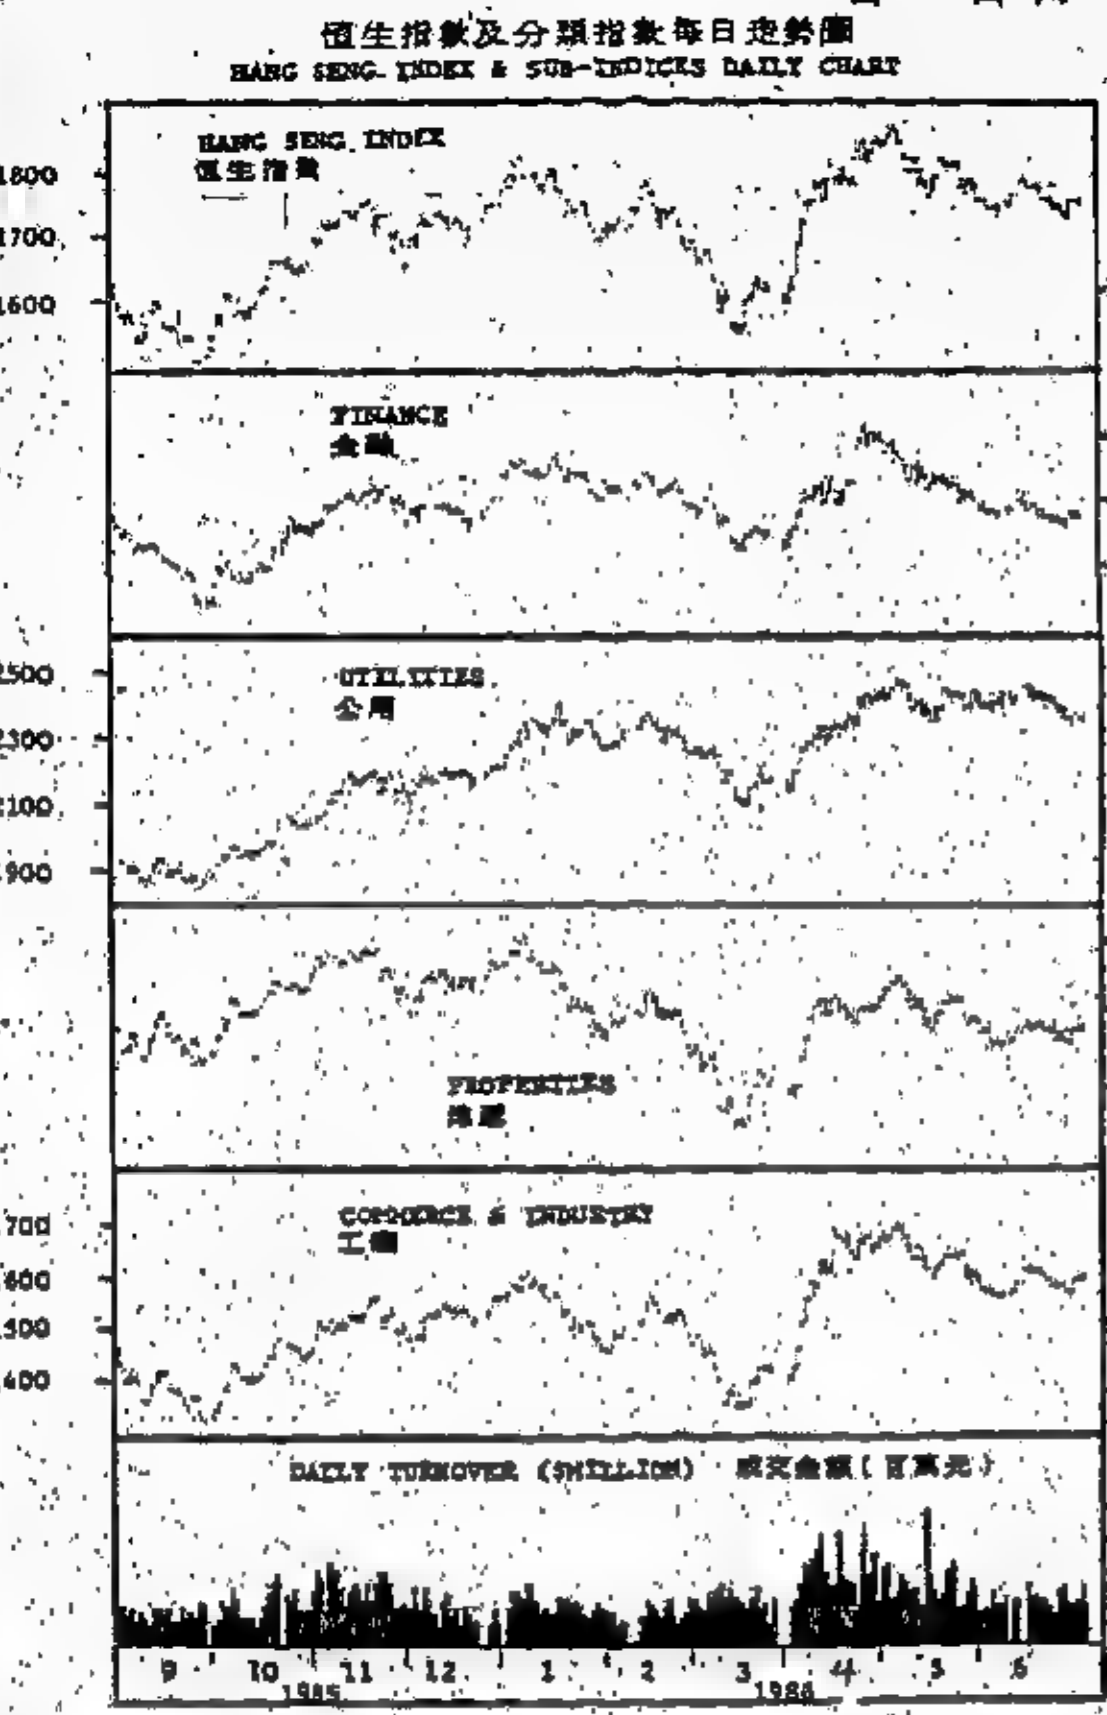 恒生指數及分類指數每日走勢圖
HANG SENG INDEX & SUB-INDICES DAILY CHART
HANG SENG INDEX
恒生指數
1800
1700
1600
FINANCE
金融
UTILITIES
公用
2500
2300
2100
1900
PROPERTIES
地產
COMMERCE & INDUSTRY
工商
700
600
500
400
DAILY TURNOVER ($MILLION) 成交金額(百萬元)
9 10 11 12 1 2 3 4 5 6
1985 1986